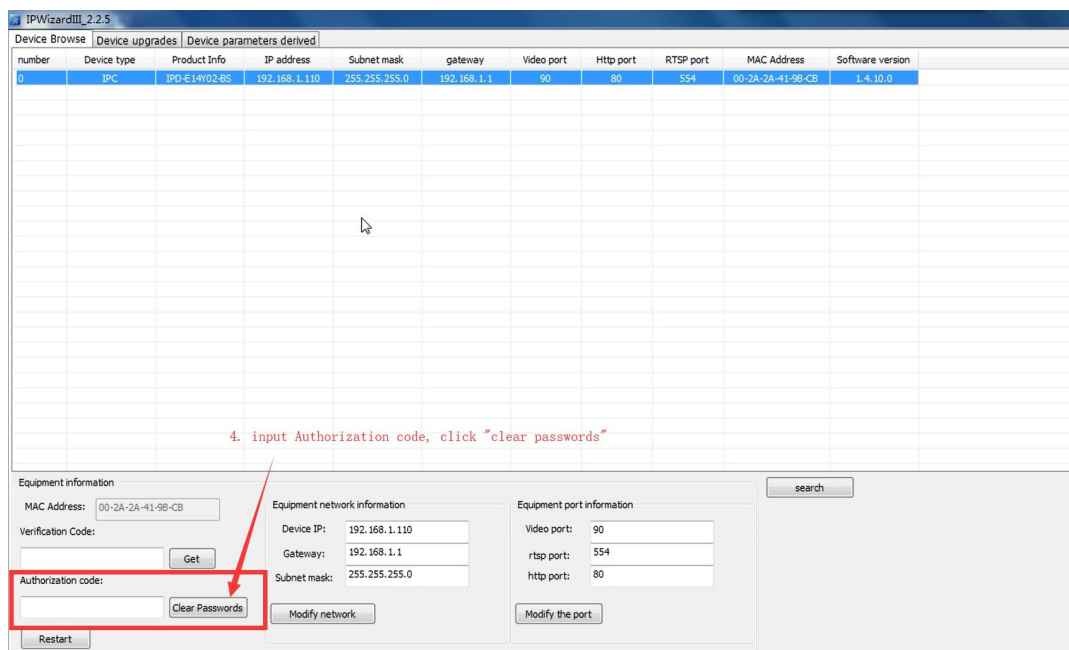 IPWizardIII_2.2.5
Device Browse Device upgrades Device parameters derived
number Device type Product Info IP address Subnet mask gateway Video port Http port RTSP port MAC Address Software version
0 IPC IPD-E14Y02-BS 192.168.1.110 255.255.255.0 192.168.1.1 90 80 554 00-2A-2A-41-9B-CB 1.4.10.0
4. input Authorization code, click "clear passwords"
Equipment information
search
MAC Address: 00-2A-2A-41-9B-CB
Equipment network information
Equipment port information
Verification Code:
Device IP: 192.168.1.110
Video port: 90
Get
Gateway: 192.168.1.1
rtsp port: 554
Authorization code:
Subnet mask: 255.255.255.0
http port: 80
Clear Passwords
Modify network
Modify the port
Restart